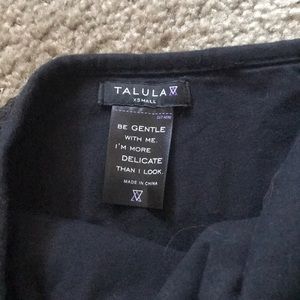 TALULA
XSMALL
BE GENTLE
WITH ME.
I'M MORE
DELICATE
THAN I LOOK.
MADE IN CHINA